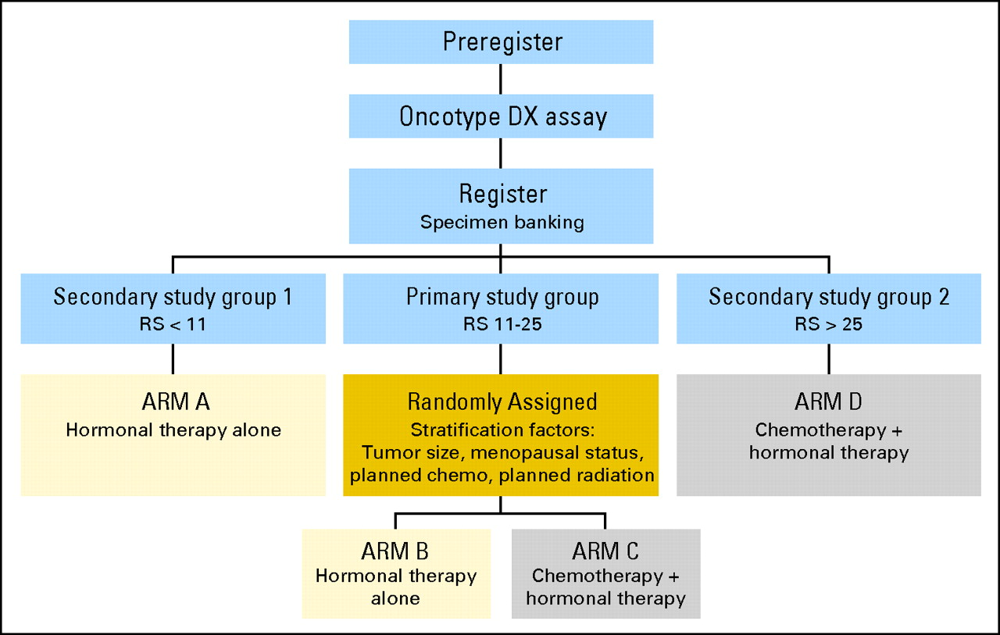 Preregister
Oncotype DX assay
Register
Specimen banking
Secondary study group 1
RS < 11
Primary study group
RS 11-25
Secondary study group 2
RS > 25
ARM A
Hormonal therapy alone
Randomly Assigned
Stratification factors:
Tumor size, menopausal status,
planned chemo, planned radiation
ARM D
Chemotherapy +
hormonal therapy
ARM B
Hormonal therapy
alone
ARM C
Chemotherapy +
hormonal therapy